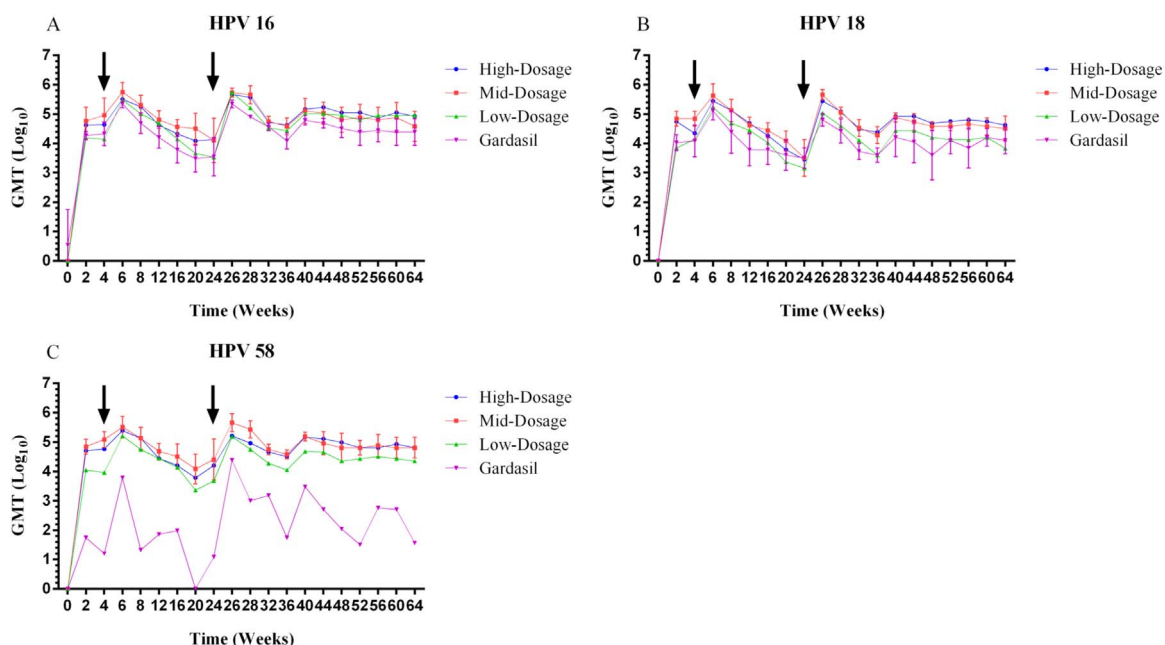 A
HPV 16
GMT (Log10)
7
6
5
4
3
2
1
0
0 2 4 6 8 12 16 20 24 26 28 32 36 40 44 48 52 56 60 64
Time (Weeks)
High-Dosage
Mid-Dosage
Low-Dosage
Gardasil
B
HPV 18
GMT (Log10)
7
6
5
4
3
2
1
0
0 2 4 6 8 12 16 20 24 26 28 32 36 40 44 48 52 56 60 64
Time (Weeks)
High-Dosage
Mid-Dosage
Low-Dosage
Gardasil
C
HPV 58
GMT (Log10)
7
6
5
4
3
2
1
0
0 2 4 6 8 12 16 20 24 26 28 32 36 40 44 48 52 56 60 64
Time (Weeks)
High-Dosage
Mid-Dosage
Low-Dosage
Gardasil